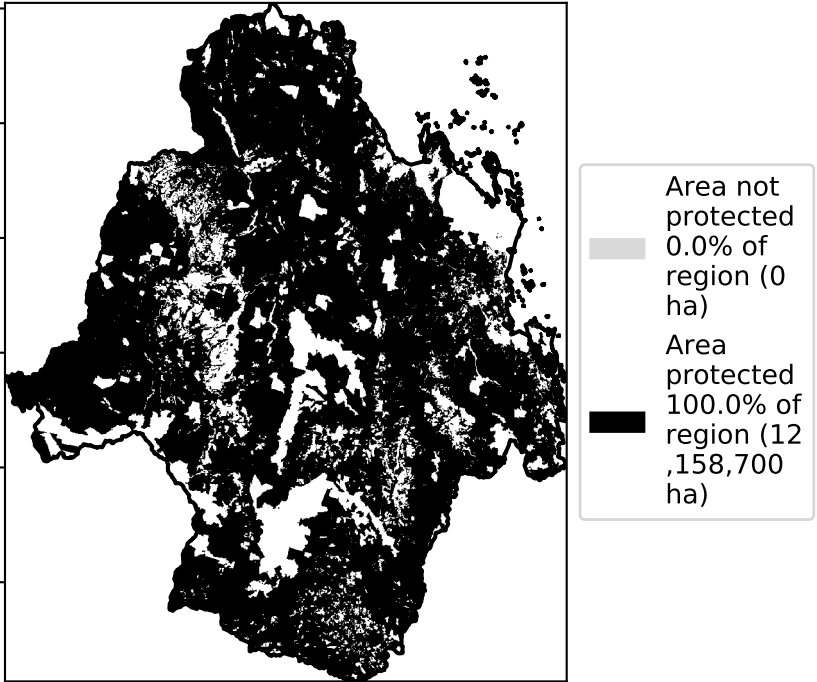 Area not
protected
0.0% of
region (0
ha)
Area
protected
100.0% of
region (12
,158,700
ha)